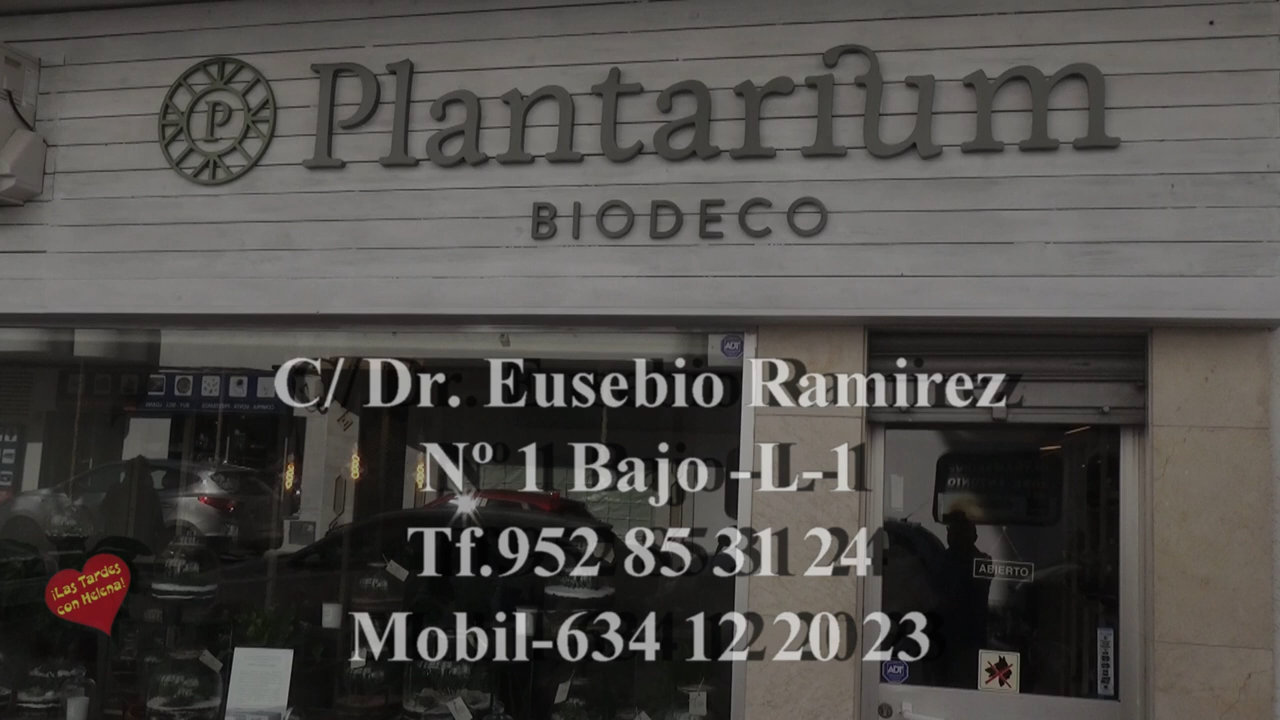 P
Plantarium
BIODECO
ADT
C/ Dr. Eusebio Ramirez
Nº 1 Bajo -L-1
Tf.952 85 31 24
Mobil-634 12 20 23
¡Las Tardes
con Helena!
ABIERTO
ADT